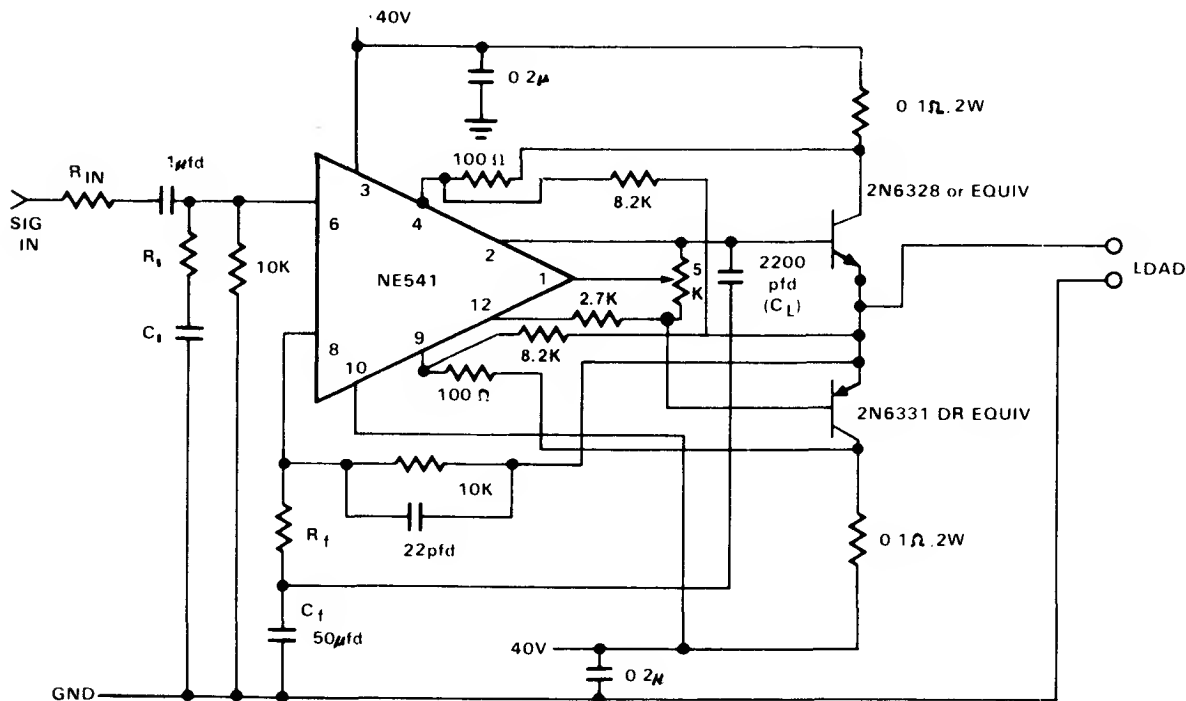 40V
0 2µ
0 1Ω. 2W
100 Ω
1µfd
R IN
SIG
IN
3
4
6
8.2K
2N6328 or EQUIV
2
R₁
10K
NE541
1
5
K
2200
pfd
(C L)
LDAD
12
2.7K
C₁
8
9
10
8.2K
100 Ω
2N6331 DR EQUIV
10K
R f
22pfd
0 1Ω. 2W
C f
50µfd
40V
0 2µ
GND